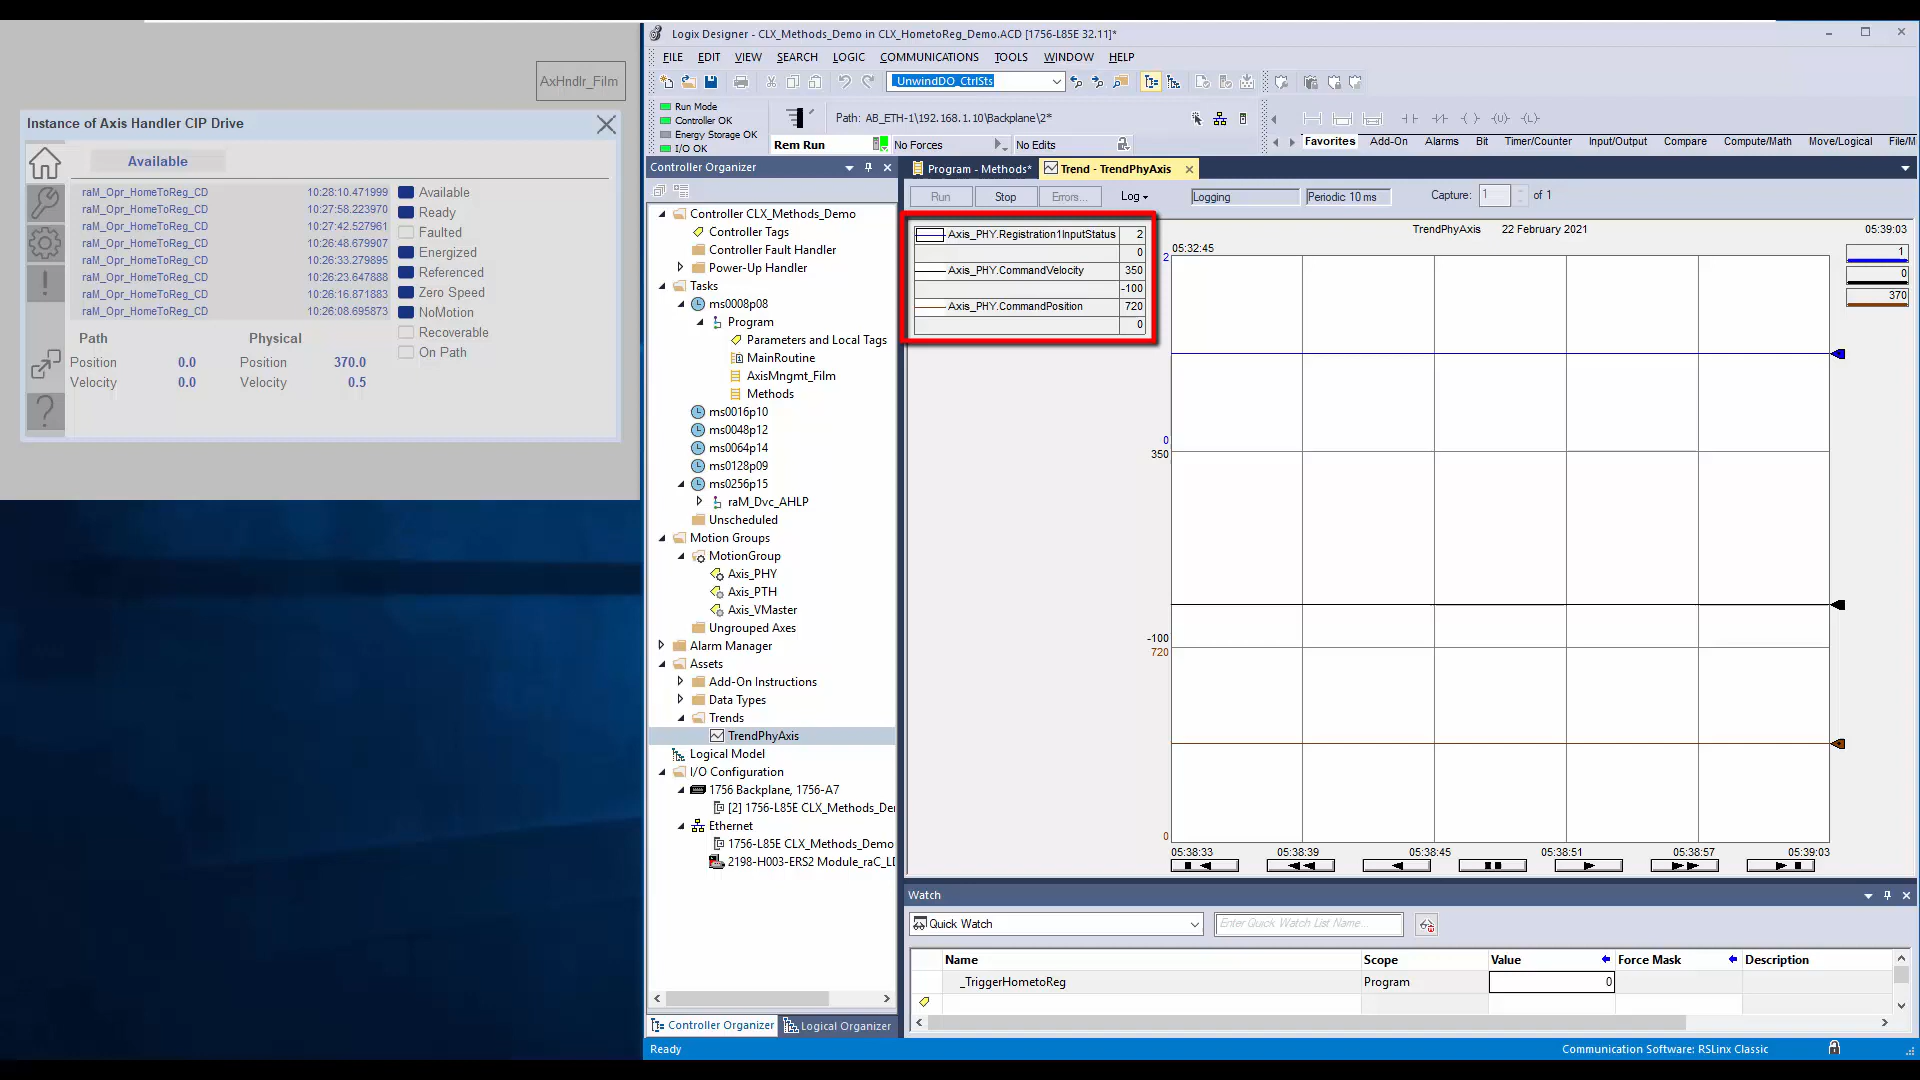 AxHndlr_Film
Instance of Axis Handler CIP Drive
Available
raM_Opr_HomeToReg_CD 10:28:10.471999
raM_Opr_HomeToReg_CD 10:27:58.223970
raM_Opr_HomeToReg_CD 10:27:42.527961
raM_Opr_HomeToReg_CD 10:26:48.679907
raM_Opr_HomeToReg_CD 10:26:33.279895
raM_Opr_HomeToReg_CD 10:26:23.647888
raM_Opr_HomeToReg_CD 10:26:16.871883
raM_Opr_HomeToReg_CD 10:26:08.695873
Available
Ready
Faulted
Energized
Referenced
Zero Speed
NoMotion
Recoverable
On Path
Path Physical
Position 0.0 Position 370.0
Velocity 0.0 Velocity 0.5
Logix Designer - CLX_Methods_Demo in CLX_HometoReg_Demo.ACD [1756-L85E 32.11]*
FILE EDIT VIEW SEARCH LOGIC COMMUNICATIONS TOOLS WINDOW HELP
_UnwindDO_CtrlSts
Run Mode
Controller OK
Energy Storage OK
I/O OK
Path: AB_ETH-1\192.168.1.10\Backplane\2*
Rem Run No Forces No Edits
Favorites Add-On Alarms Bit Timer/Counter Input/Output Compare Compute/Math Move/Logical File/M
Controller Organizer
Controller CLX_Methods_Demo
Controller Tags
Controller Fault Handler
Power-Up Handler
Tasks
ms0008p08
Program
Parameters and Local Tags
MainRoutine
AxisMngmt_Film
Methods
ms0016p10
ms0048p12
ms0064p14
ms0128p09
ms0256p15
raM_Dvc_AHLP
Unscheduled
Motion Groups
MotionGroup
Axis_PHY
Axis_PTH
Axis_VMaster
Ungrouped Axes
Alarm Manager
Assets
Add-On Instructions
Data Types
Trends
TrendPhyAxis
Logical Model
I/O Configuration
1756 Backplane, 1756-A7
[2] 1756-L85E CLX_Methods_De
Ethernet
1756-L85E CLX_Methods_Demo
2198-H003-ERS2 Module_raC_L
Controller Organizer Logical Organizer
Program - Methods* Trend - TrendPhyAxis
Run Stop Errors... Log Logging Periodic 10 ms Capture: 1 of 1
Axis_PHY.Registration1InputStatus 2
0
Axis_PHY.CommandVelocity 350
-100
Axis_PHY.CommandPosition 720
0
TrendPhyAxis 22 February 2021
05:32:45
05:39:03
1
0
370
2
0
350
-100
720
0
05:38:33 05:38:39 05:38:45 05:38:51 05:38:57 05:39:03
Watch
Quick Watch Enter Quick Watch List Name...
Name Scope Value Force Mask Description
_TriggerHometoReg Program 0
Ready Communication Software: RSLinx Classic